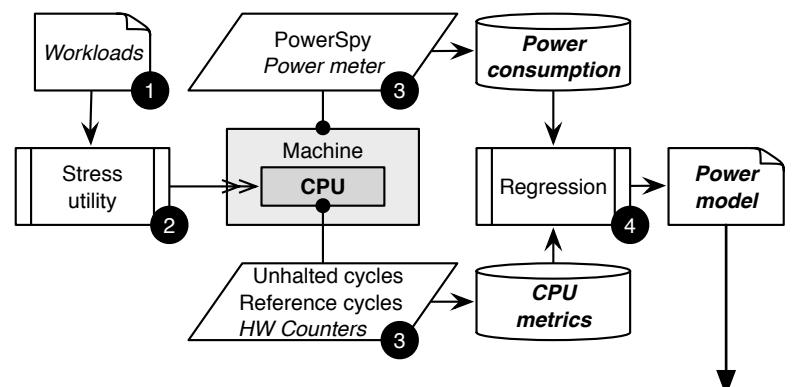 Workloads
1
PowerSpy
Power meter
3
Power
consumption
Stress
utility
2
Machine
CPU
Regression
4
Power
model
Unhalted cycles
Reference cycles
HW Counters
3
CPU
metrics